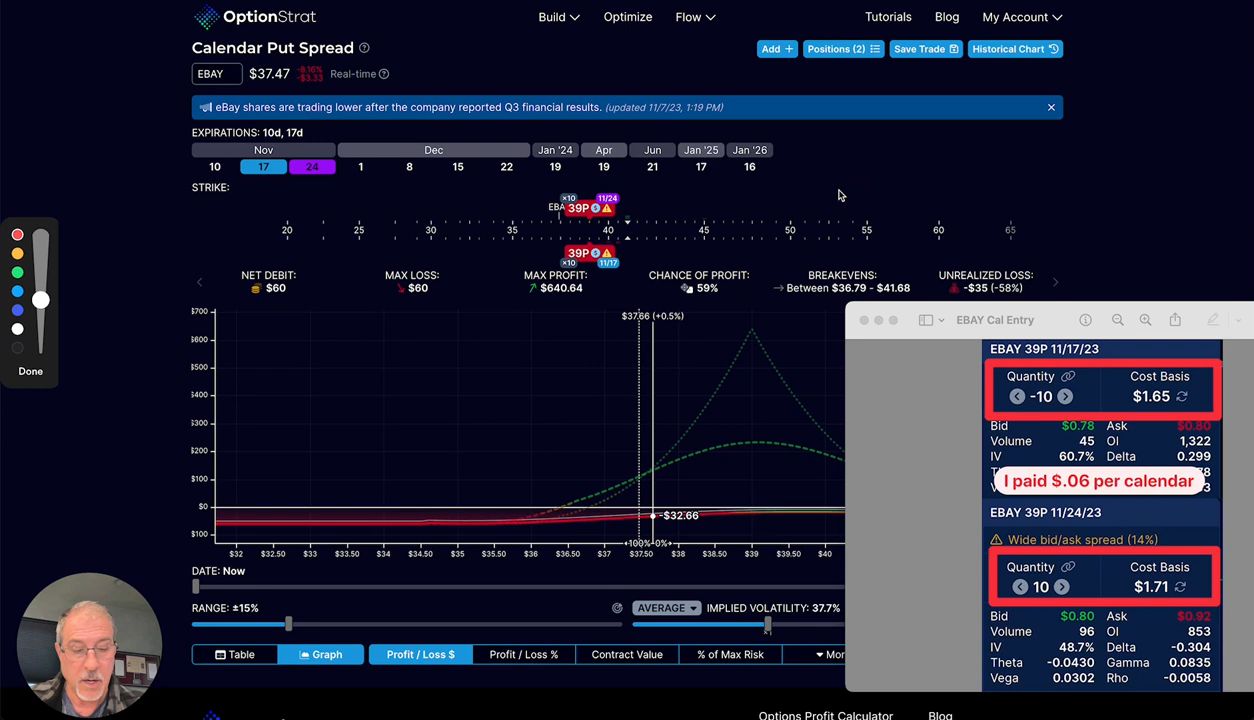 OptionStrat
Build Optimize Flow
Tutorials Blog My Account
Calendar Put Spread
Add + Positions (2) Save Trade Historical Chart
EBAY $37.47 -8.16% -$3.33 Real-time
eBay shares are trading lower after the company reported Q3 financial results. (updated 11/7/23, 1:19 PM)
EXPIRATIONS: 10d, 17d
Nov Dec Jan '24 Apr Jun Jan '25 Jan '26
10 17 24 1 8 15 22 19 19 21 17 16
STRIKE:
×10 11/24
EBA 39P
20 25 30 35 40 45 50 55 60 65
39P
×10 11/17
NET DEBIT: MAX LOSS: MAX PROFIT: CHANCE OF PROFIT: BREAKEVENS: UNREALIZED LOSS:
$60 $60 $640.64 59% Between $36.79 - $41.68 -$35 (-58%)
$37.66 (+0.5%)
$700
$600
$500
$400
$300
$200
$100
$0
$100
-$32.66
-100% 0%
$32 $32.50 $33 $33.50 $34 $34.50 $35 $35.50 $36 $36.50 $37 $37.50 $38 $38.50 $39 $39.50 $40
DATE: Now
RANGE: ±15% AVERAGE IMPLIED VOLATILITY: 37.7%
×1
Table Graph Profit / Loss $ Profit / Loss % Contract Value % of Max Risk Mor
Options Profit Calculator Blog
Done
EBAY Cal Entry
EBAY 39P 11/17/23
Quantity Cost Basis
-10 $1.65
Bid $0.78 Ask $0.80
Volume 45 OI 1,322
IV 60.7% Delta 0.299
I paid $.06 per calendar
EBAY 39P 11/24/23
Wide bid/ask spread (14%)
Quantity Cost Basis
10 $1.71
Bid $0.80 Ask $0.92
Volume 96 OI 853
IV 48.7% Delta -0.304
Theta -0.0430 Gamma 0.0835
Vega 0.0302 Rho -0.0058